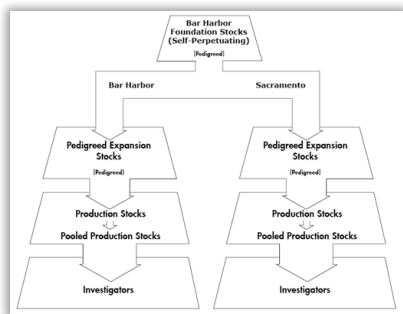 Bar Harbor
Foundation Stocks
(Self-Perpetuating)
[Pedigreed]
Bar Harbor
Sacramento
Pedigreed Expansion
Stocks
[Pedigreed]
Production Stocks
Pooled Production Stocks
Investigators
Pedigreed Expansion
Stocks
[Pedigreed]
Production Stocks
Pooled Production Stocks
Investigators